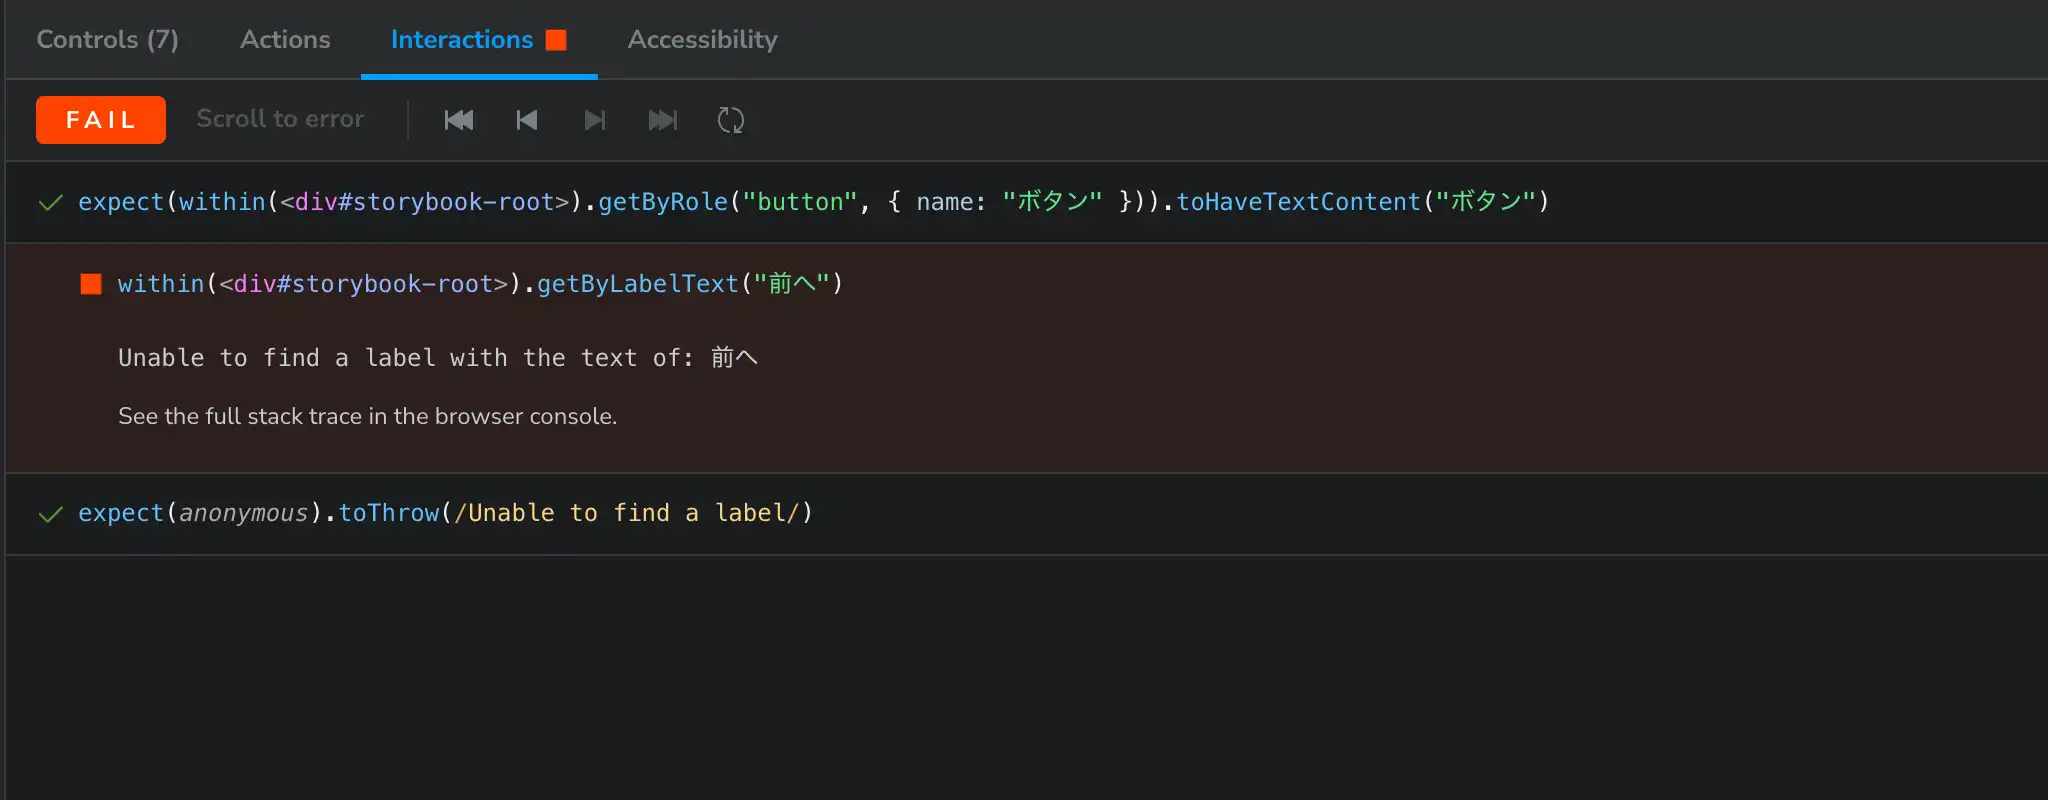 Controls (7) Actions Interactions Accessibility
FAIL Scroll to error
expect(within(<div#storybook-root>).getByRole("button", { name: "ボタン" })).toHaveTextContent("ボタン")
within(<div#storybook-root>).getByLabelText("前へ")
Unable to find a label with the text of: 前へ
See the full stack trace in the browser console.
expect(anonymous).toThrow(/Unable to find a label/)